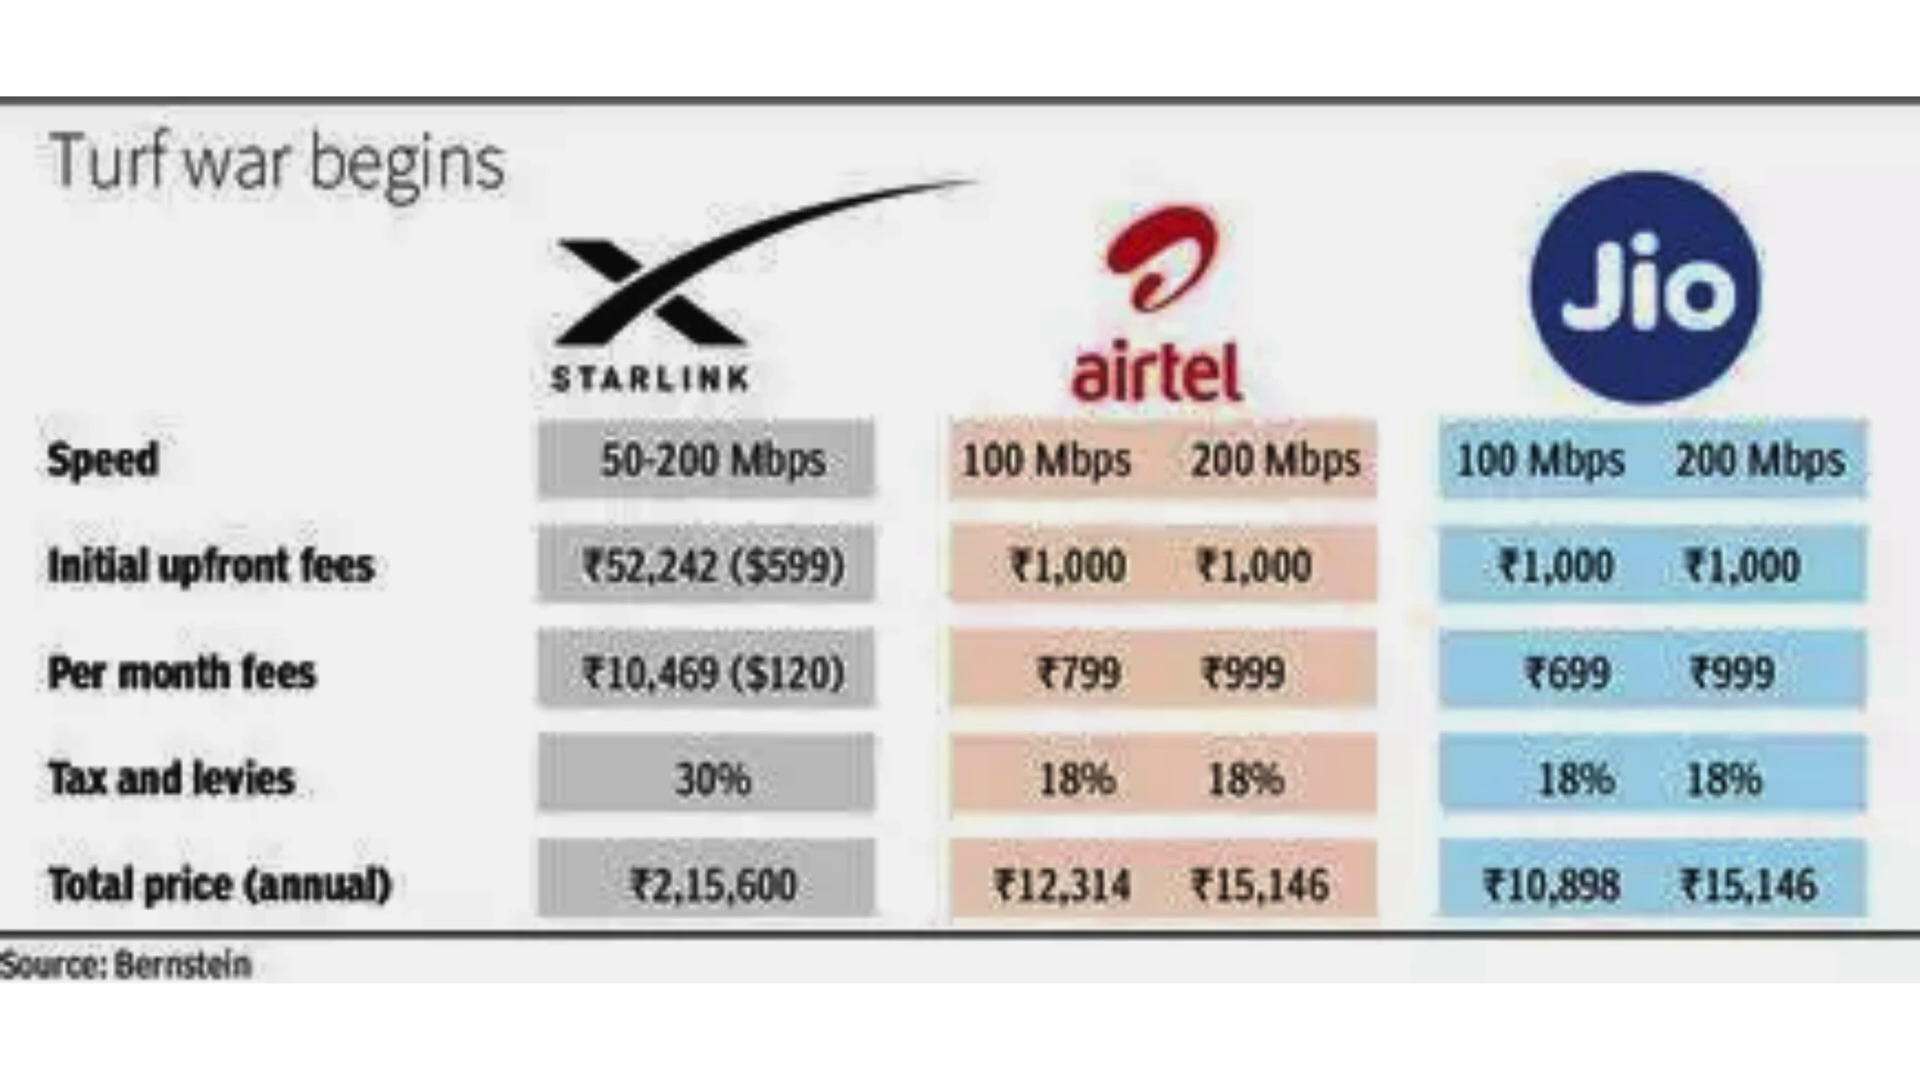 Turf war begins
STARLINK
airtel
Jio
Speed 50-200 Mbps 100 Mbps 200 Mbps 100 Mbps 200 Mbps
Initial upfront fees ₹52,242 ($599) ₹1,000 ₹1,000 ₹1,000 ₹1,000
Per month fees ₹10,469 ($120) ₹799 ₹999 ₹699 ₹999
Tax and levies 30% 18% 18% 18% 18%
Total price (annual) ₹2,15,600 ₹12,314 ₹15,146 ₹10,898 ₹15,146
Source: Bernstein